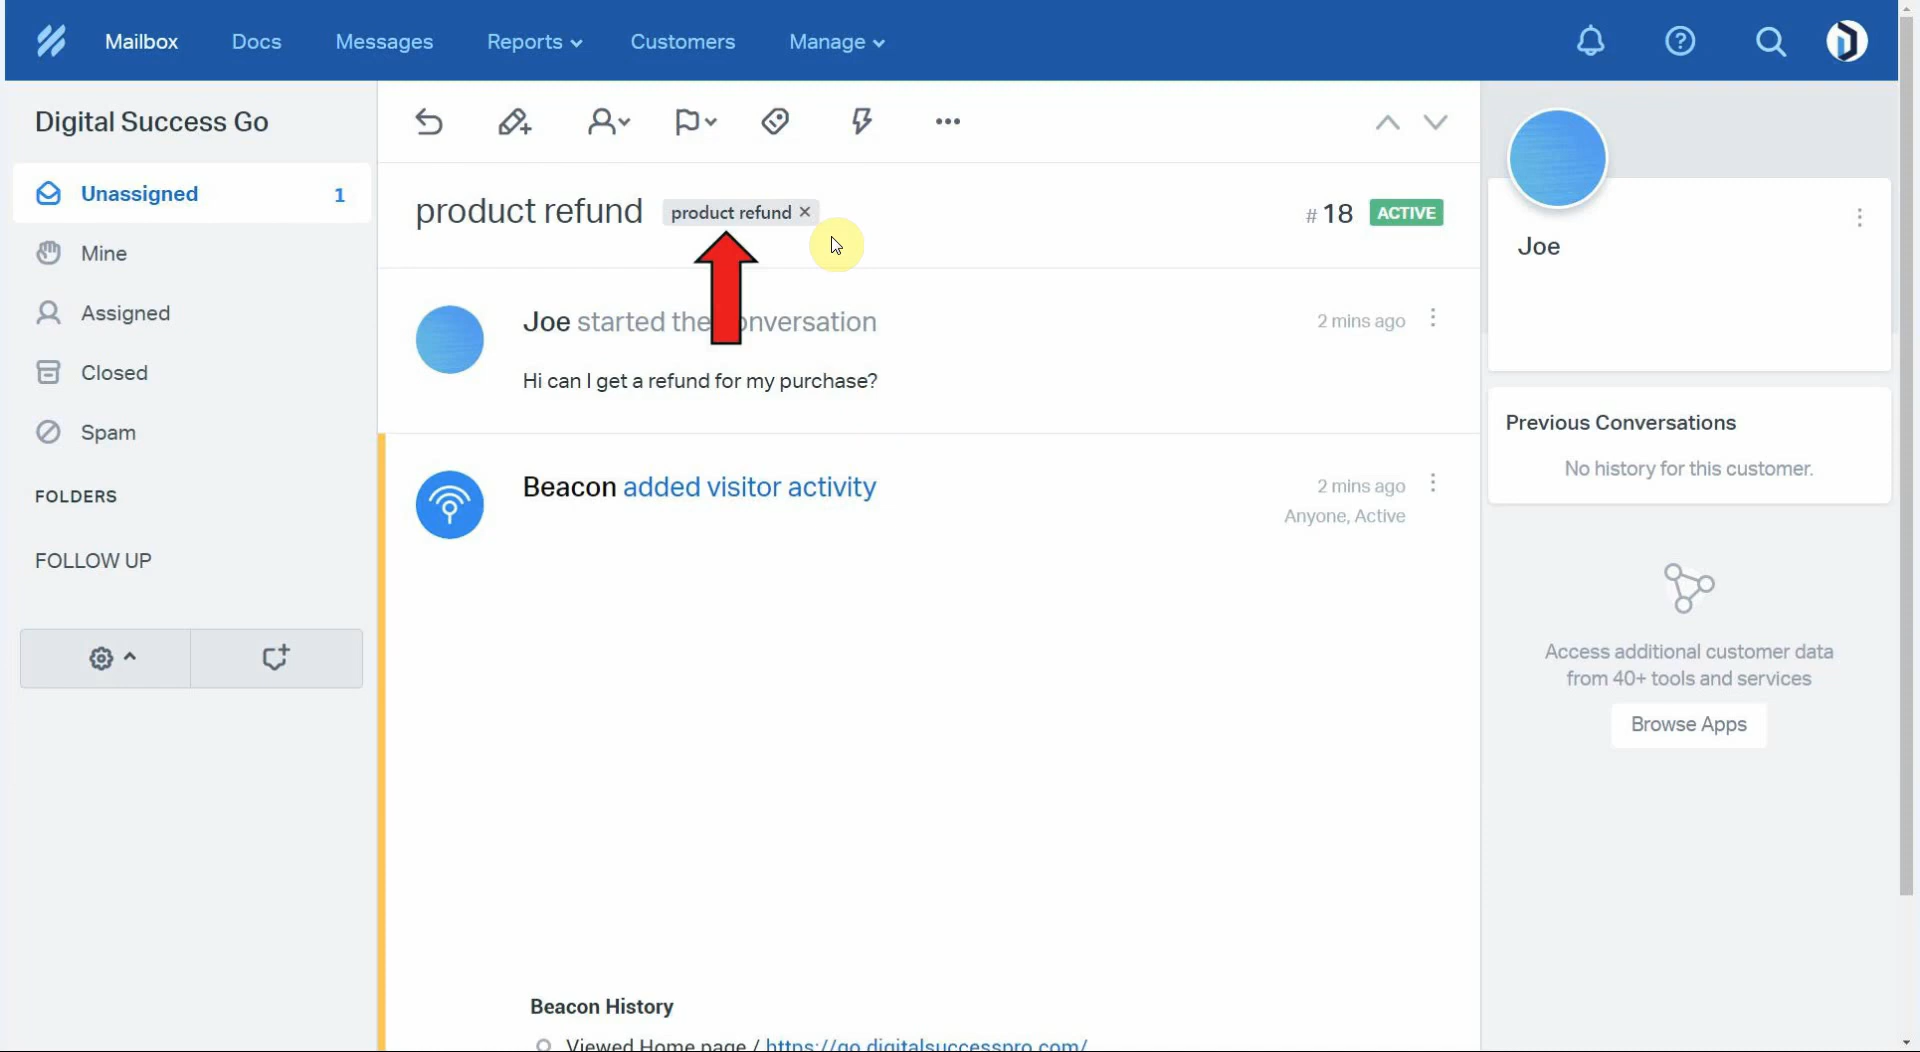 Mailbox Docs Messages Reports Customers Manage
Digital Success Go
Unassigned 1
Mine
Assigned
Closed
Spam
FOLDERS
FOLLOW UP
product refund product refund ×
#18 ACTIVE
Joe started the onversation 2 mins ago
Hi can I get a refund for my purchase?
Beacon added visitor activity 2 mins ago
Anyone, Active
Beacon History
Viewed Home page / https://go.digitalsuccesspro.com/
Joe
Previous Conversations
No history for this customer.
Access additional customer data
from 40+ tools and services
Browse Apps